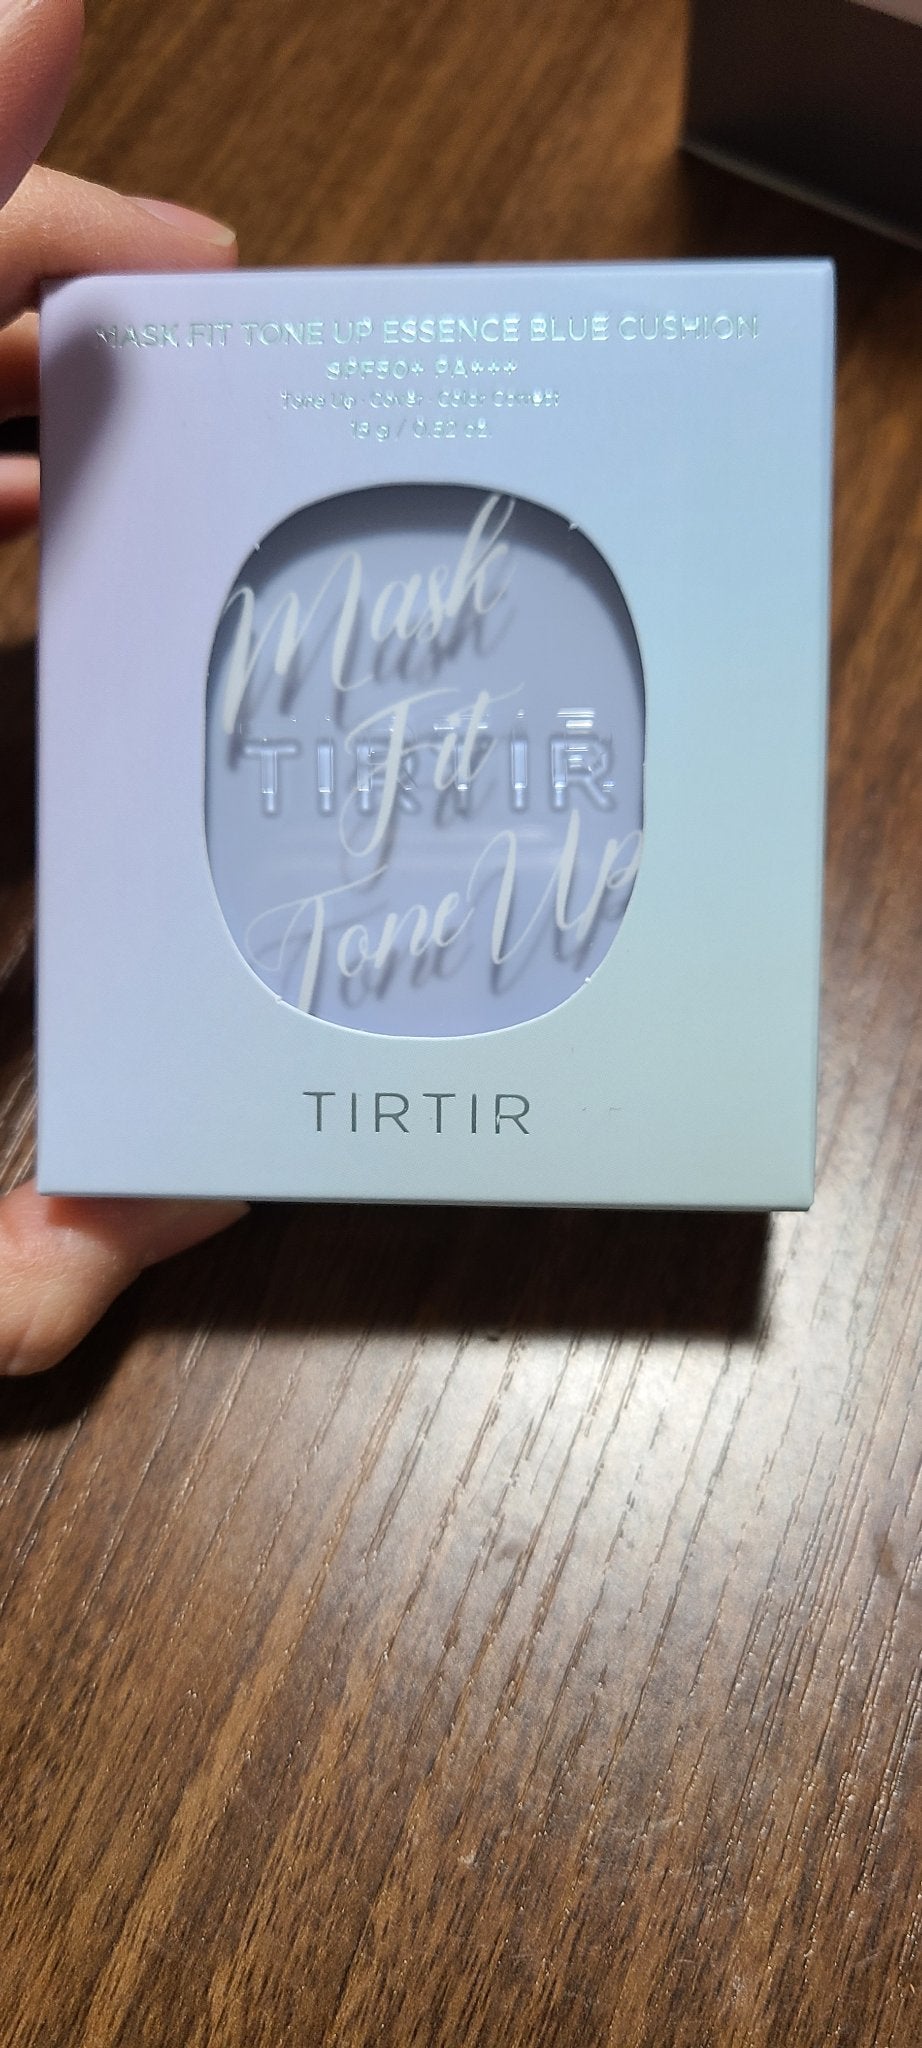 MASK FIT TONE UP ESSENCE BLUE CUSHION
SPF50+ PA+++
Tone Up · Cover · Color Correct
18 g / 0.62 oz.
Mask
Fit
TIRTIR
Tone Up
TIRTIR